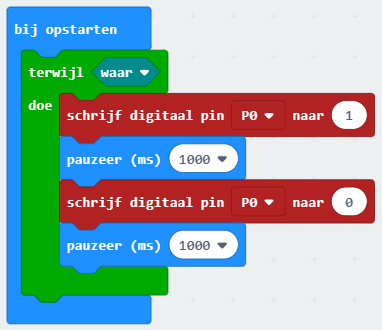 bij opstarten
terwijl waar
doe
schrijf digitaal pin P0 naar 1
pauzeer (ms) 1000
schrijf digitaal pin P0 naar 0
pauzeer (ms) 1000